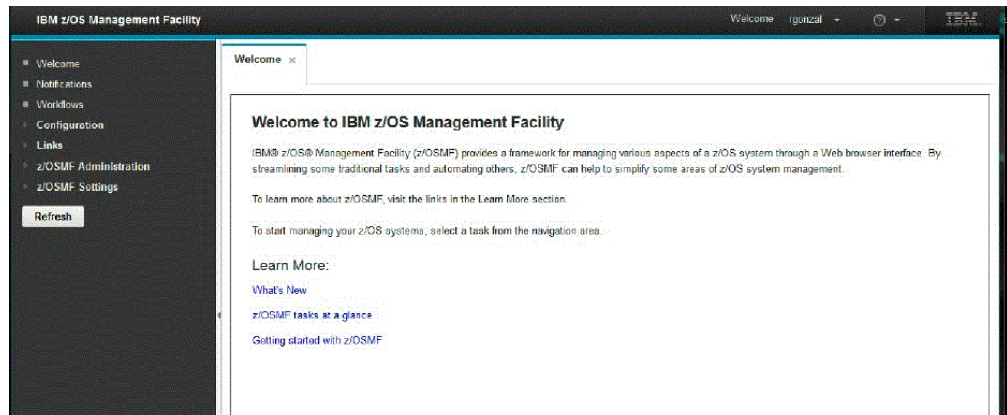 IBM z/OS Management Facility
Welcome rgonzal
IBM.
Welcome
Notifications
Workflows
Configuration
Links
z/OSMF Administration
z/OSMF Settings
Refresh
Welcome ×
Welcome to IBM z/OS Management Facility
IBM® z/OS® Management Facility (z/OSMF) provides a framework for managing various aspects of a z/OS system through a Web browser interface. By
streamlining some traditional tasks and automating others, z/OSMF can help to simplify some areas of z/OS system management.
To learn more about z/OSMF, visit the links in the Learn More section.
To start managing your z/OS systems, select a task from the navigation area.
Learn More:
What's New
z/OSMF tasks at a glance
Getting started with z/OSMF